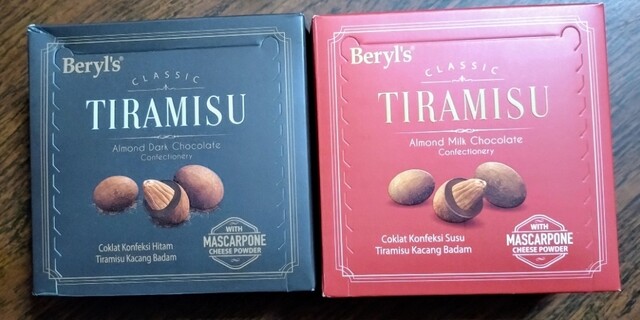 Beryl's
CLASSIC
TIRAMISU
Almond Dark Chocolate
Confectionery
Coklat Konfeksi Hitam
Tiramisu Kacang Badam
WITH
MASCARPONE
CHEESE POWDER
Beryl's
CLASSIC
TIRAMISU
Almond Milk Chocolate
Confectionery
Coklat Konfeksi Susu
Tiramisu Kacang Badam
WITH
MASCARPONE
CHEESE POWDER